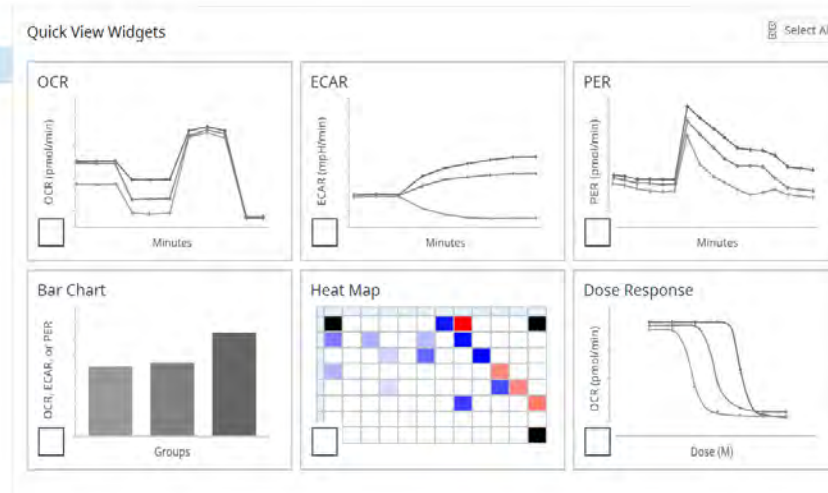 Quick View Widgets
Select Al
OCR
OCR (pmol/min)
Minutes
ECAR
ECAR (mpH/min)
Minutes
PER
PER (pmol/min)
Minutes
Bar Chart
OCR, ECAR, or PER
Groups
Heat Map
Dose Response
OCR (pmol/min)
Dose (M)